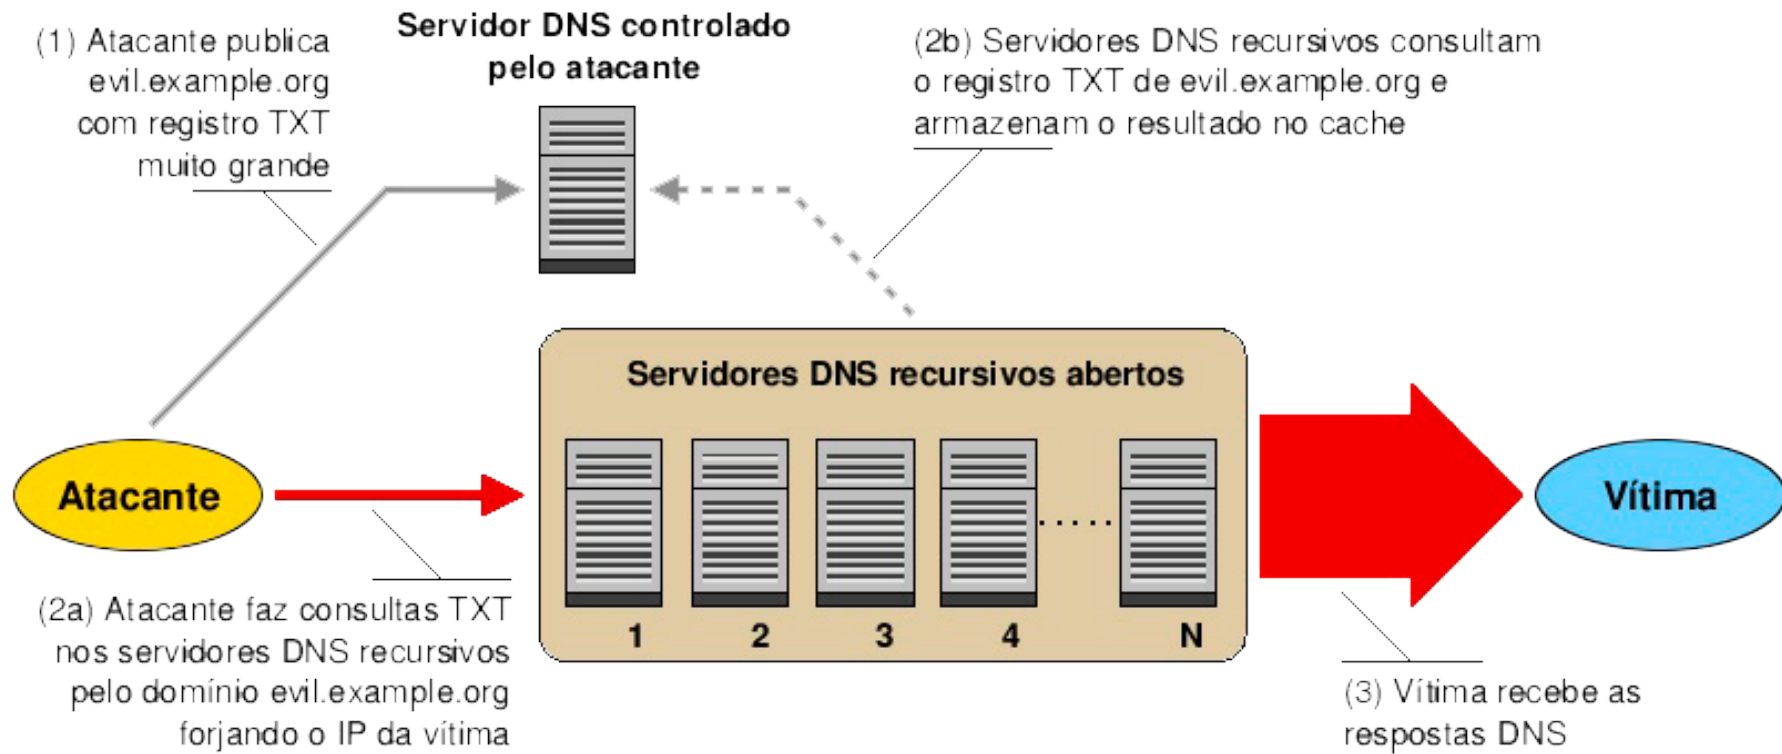 (1) Atacante publica
evil.example.org
com registro TXT
muito grande
Servidor DNS controlado
pelo atacante
(2b) Servidores DNS recursivos consultam
o registro TXT de evil.example.org e
armazenam o resultado no cache
Servidores DNS recursivos abertos
Atacante
1 2 3 4 N
Vítima
(2a) Atacante faz consultas TXT
nos servidores DNS recursivos
pelo domínio evil.example.org
forjando o IP da vítima
(3) Vítima recebe as
respostas DNS